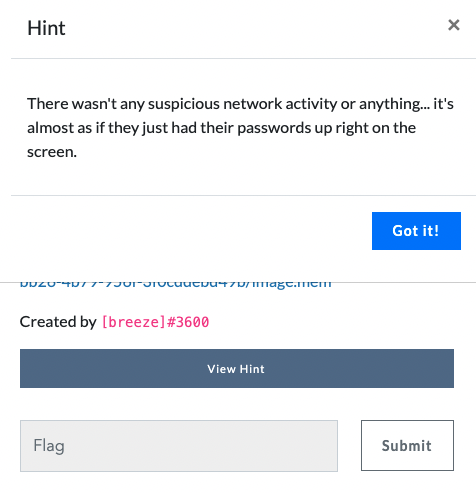 Hint
×
There wasn't any suspicious network activity or anything... it's
almost as if they just had their passwords up right on the
screen.
Got it!
Created by [breeze]#3600
View Hint
Flag
Submit